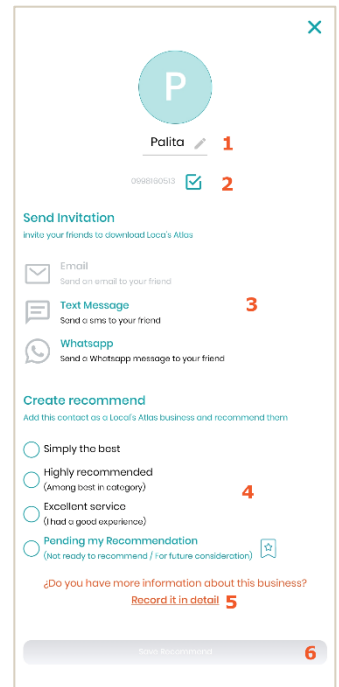 P
Palita 1
0998160513 2
Send Invitation
invite your friends to download Loca's Atlas
Email
Send an email to your friend
3
Text Message
Send a sms to your friend
Whatsapp
Send a Whatsapp message to your friend
Create recommend
Add this contact as a Local's Atlas business and recommend them
Simply the best
Highly recommended
(Among best in category)
4
Excellent service
(I had a good experience)
Pending my Recommendation
(Not ready to recommend / For future consideration)
¿Do you have more information about this business?
Record it in detail 5
Save Recommend 6